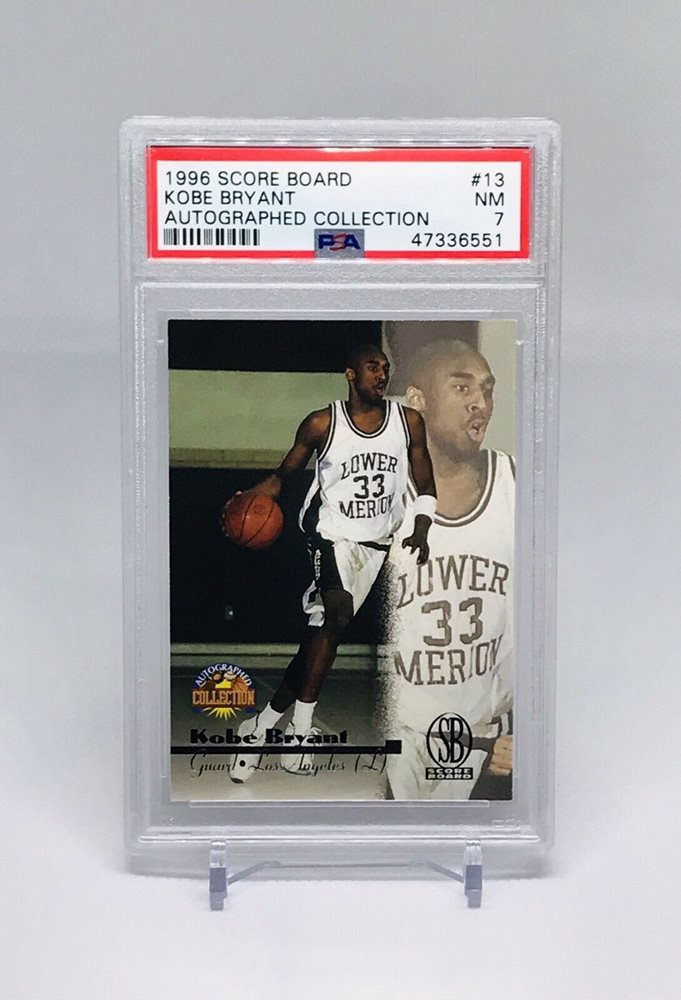 1996 SCORE BOARD #13
KOBE BRYANT NM
AUTOGRAPHED COLLECTION 7
PSA 47336551
LOWER
33
MERION
LOWER
33
MERION
AUTOGRAPHED
COLLECTION
Kobe Bryant
Guard • Los Angeles (L)
SB
SCORE
BOARD